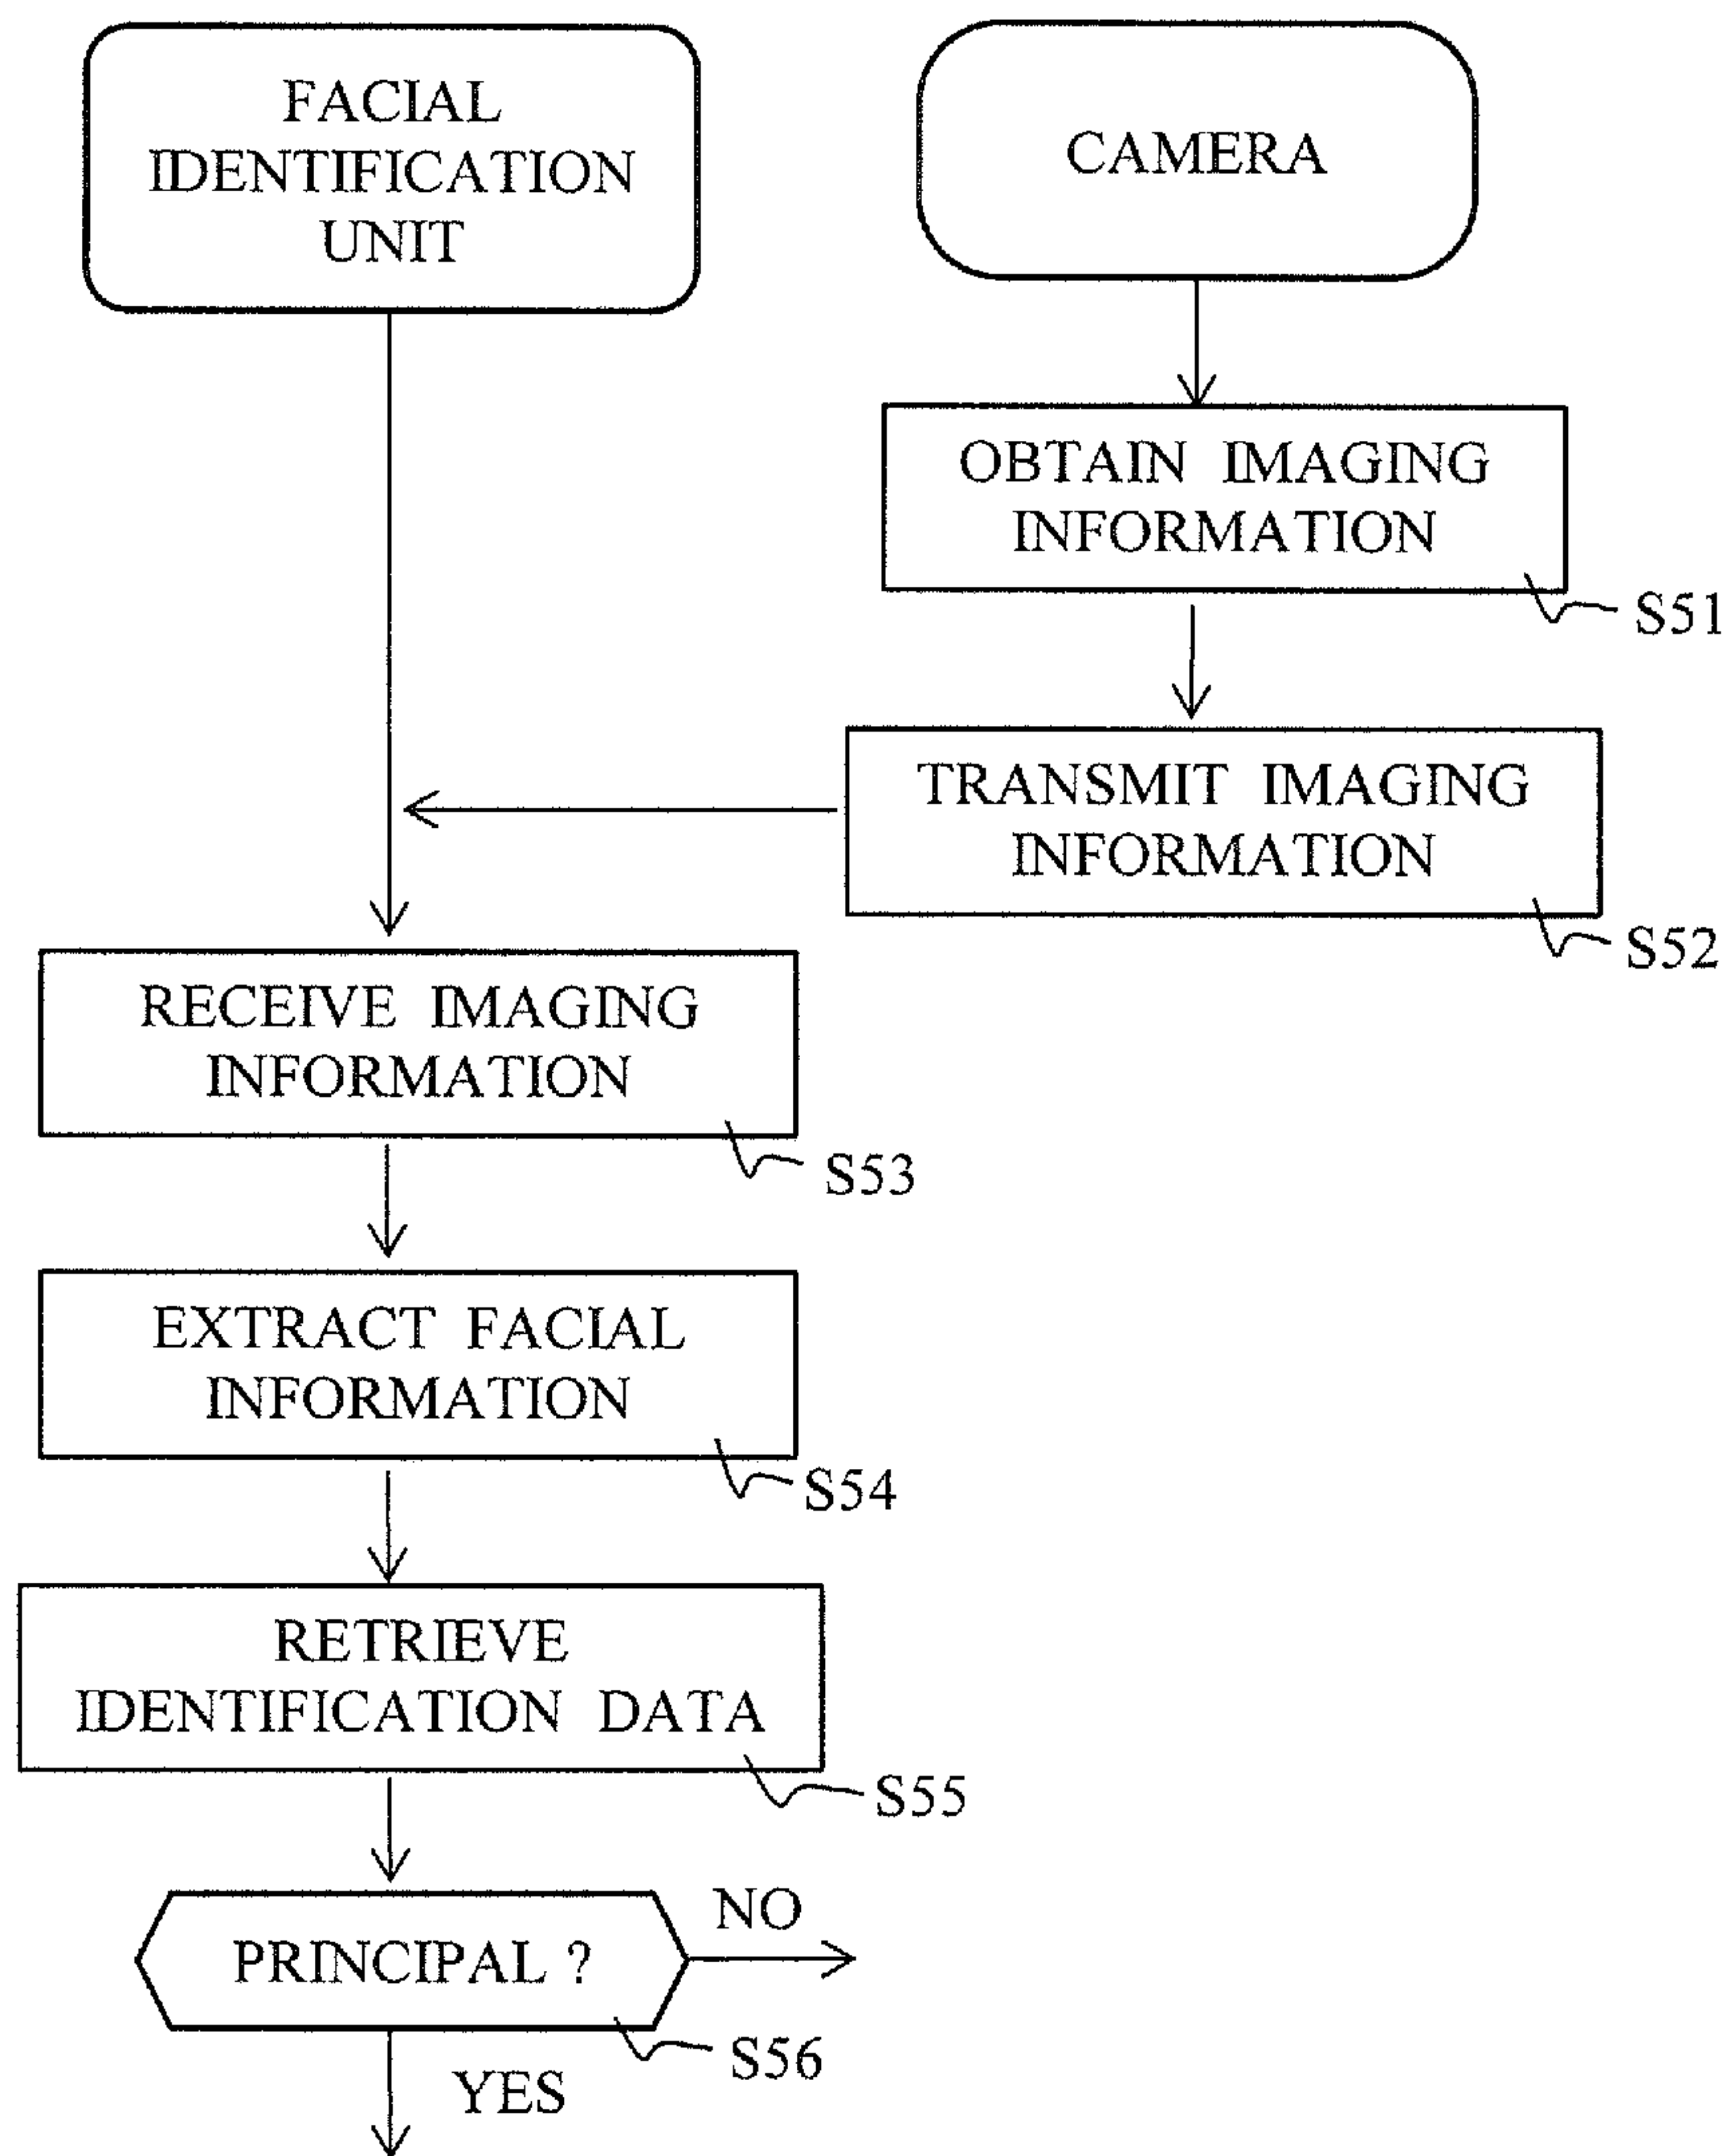 FACIAL
IDENTIFICATION
UNIT
CAMERA
OBTAIN IMAGING
INFORMATION
S51
TRANSMIT IMAGING
INFORMATION
S52
RECEIVE IMAGING
INFORMATION
S53
EXTRACT FACIAL
INFORMATION
S54
RETRIEVE
IDENTIFICATION DATA
S55
PRINCIPAL ?
NO
S56
YES